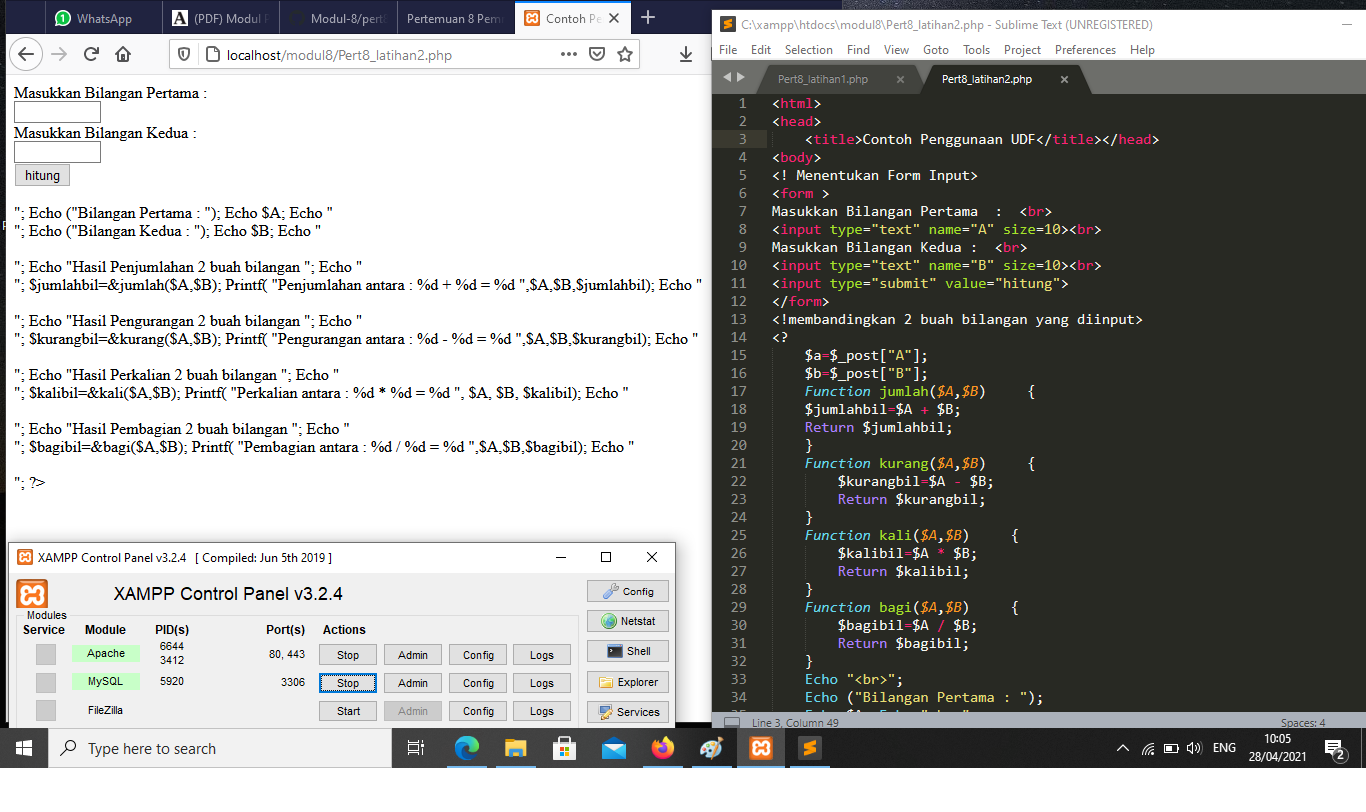 WhatsApp
(PDF) Modul
Modul-8/pert
Pertemuan 8 Pem
Contoh Pe
localhost/modul8/Pert8_latihan2.php
Masukkan Bilangan Pertama :
Masukkan Bilangan Kedua :
hitung
"; Echo ("Bilangan Pertama : "); Echo $A; Echo "
"; Echo ("Bilangan Kedua : "); Echo $B; Echo "
"; Echo "Hasil Penjumlahan 2 buah bilangan "; Echo "
"; $jumlahbil=&jumlah($A,$B); Printf( "Penjumlahan antara : %d + %d = %d ",$A,$B,$jumlahbil); Echo "
"; Echo "Hasil Pengurangan 2 buah bilangan "; Echo "
"; $kurangbil=&kurang($A,$B); Printf( "Pengurangan antara : %d - %d = %d ",$A,$B,$kurangbil); Echo "
"; Echo "Hasil Perkalian 2 buah bilangan "; Echo "
"; $kalibil=&kali($A,$B); Printf( "Perkalian antara : %d * %d = %d ", $A, $B, $kalibil); Echo "
"; Echo "Hasil Pembagian 2 buah bilangan "; Echo "
"; $bagibil=&bagi($A,$B); Printf( "Pembagian antara : %d / %d = %d ",$A,$B,$bagibil); Echo "
"; ?>
XAMPP Control Panel v3.2.4 [ Compiled: Jun 5th 2019 ]
XAMPP Control Panel v3.2.4
Config
Modules
Service Module PID(s) Port(s) Actions
Netstat
Apache 6644 3412 80, 443 Stop Admin Config Logs
Shell
MySQL 5920 3306 Stop Admin Config Logs
Explorer
FileZilla Start Admin Config Logs
Services
C:\xampp\htdocs\modul8\Pert8_latihan2.php - Sublime Text (UNREGISTERED)
File Edit Selection Find View Goto Tools Project Preferences Help
Pert8_latihan1.php Pert8_latihan2.php
1 <html>
2 <head>
3 <title>Contoh Penggunaan UDF</title></head>
4 <body>
5 <! Menentukan Form Input>
6 <form >
7 Masukkan Bilangan Pertama : <br>
8 <input type="text" name="A" size=10><br>
9 Masukkan Bilangan Kedua : <br>
10 <input type="text" name="B" size=10><br>
11 <input type="submit" value="hitung">
12 </form>
13 <!membandingkan 2 buah bilangan yang diinput>
14 <?
15 $a=$_post["A"];
16 $b=$_post["B"];
17 Function jumlah($A,$B) {
18 $jumlahbil=$A + $B;
19 Return $jumlahbil;
20 }
21 Function kurang($A,$B) {
22 $kurangbil=$A - $B;
23 Return $kurangbil;
24 }
25 Function kali($A,$B) {
26 $kalibil=$A * $B;
27 Return $kalibil;
28 }
29 Function bagi($A,$B) {
30 $bagibil=$A / $B;
31 Return $bagibil;
32 }
33 Echo "<br>";
34 Echo ("Bilangan Pertama : ");
Line 3, Column 49 Spaces: 4
Type here to search
ENG
10:05
28/04/2021
2